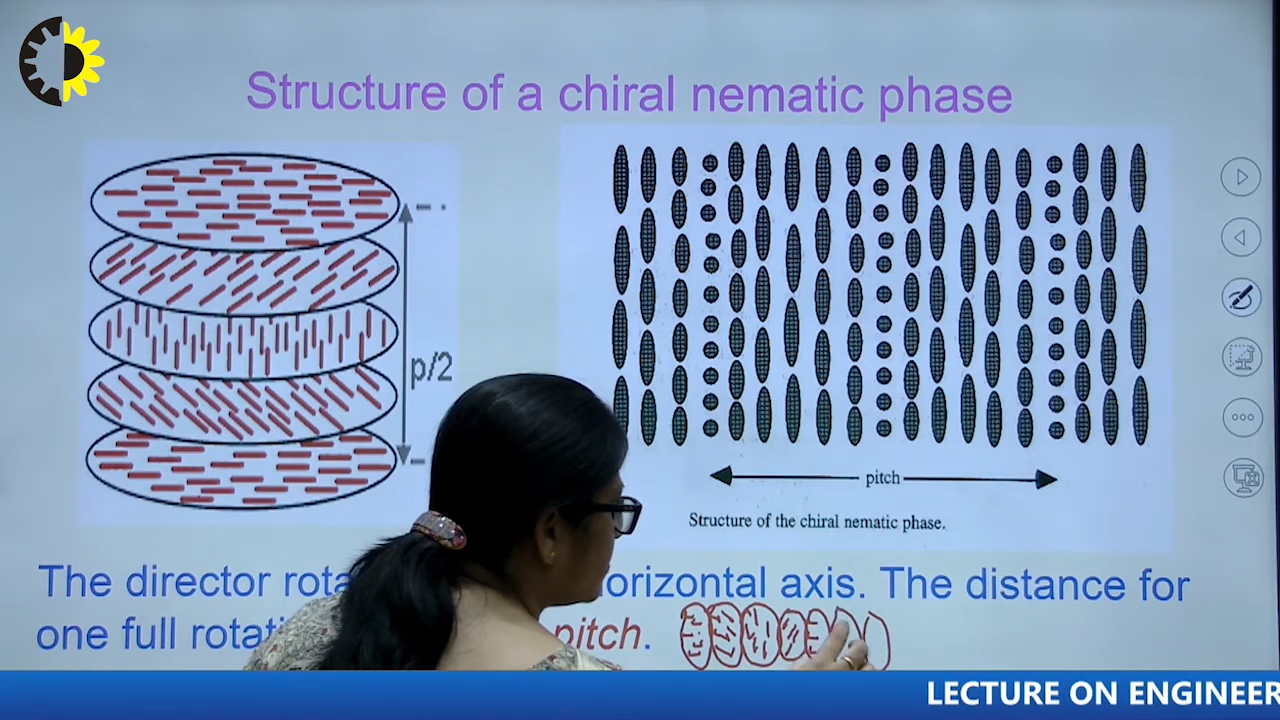 Structure of a chiral nematic phase
p/2
pitch
Structure of the chiral nematic phase.
The director rota orizontal axis. The distance for
one full rotati pitch.
LECTURE ON ENGINEER